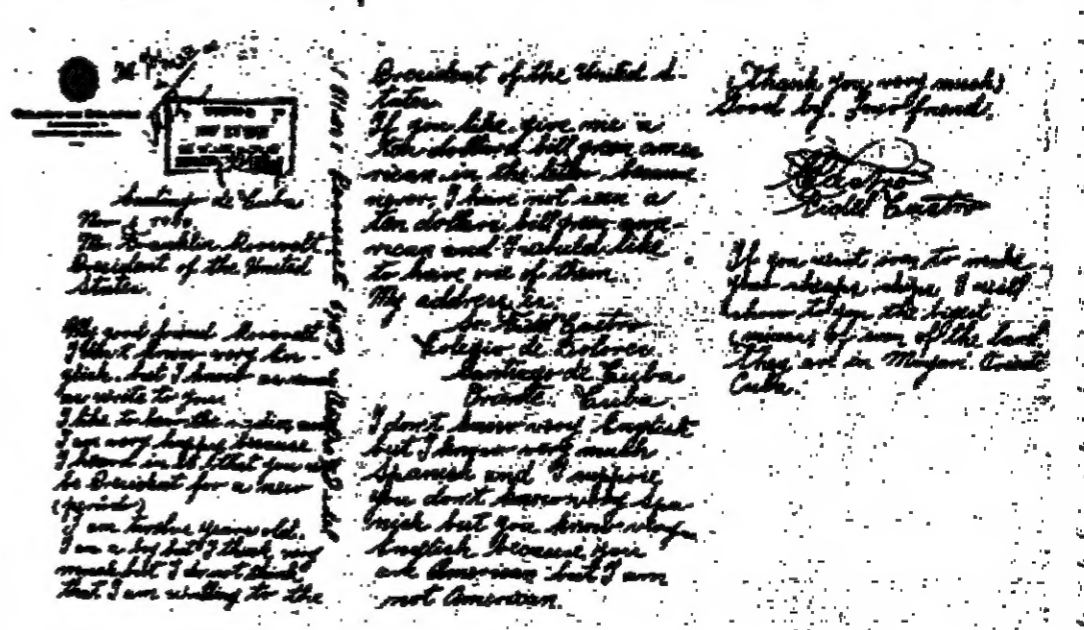 Santiago de Cuba
Nov 6 1940
Mr. Franklin Roosevelt
President of the United
States.
My good friend Roosevelt
I don't know very En-
glish, but I know as much
as write to you.
I like to hear the radio, and
I am very happy because
I heard in it, that you will
be President for a new
(periodo)
I am twelve years old.
I am a boy but I think very
much but I do not think
that I am writting to the
President of the United S-
tates.
If you like, give me a
ten dollars bill green ame-
rican, in the letter, because
never, I have not seen a
ten dollars bill green ame-
rican and I would like
to have one of them.
My address is:
Sr. Fidel Castro
Colegio de Dolores
Santiago de Cuba
Oriente. Cuba.
I don't know very English
but I know very much
Spanish and I suppose
you don't know very Spa-
nish but you know very
English because you
are American but I am
not American.
(Thank you very much)
Good by. Your friend,
Castro
Fidel Castro
If you want iron to make
your sheaps ships I will
show to you the bigest
(minas) of iron of the land.
They are in Mayari. Oriente
Cuba.